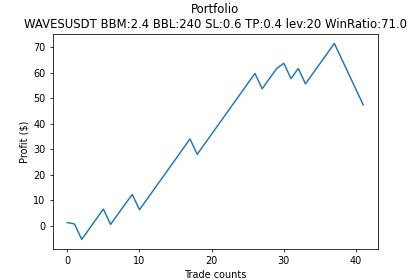 Portfolio
WAVESUSDT BBM:2.4 BBL:240 SL:0.6 TP:0.4 lev:20 WinRatio:71.0
70
60
50
40
30
20
10
0
Profit ($)
0 10 20 30 40
Trade counts